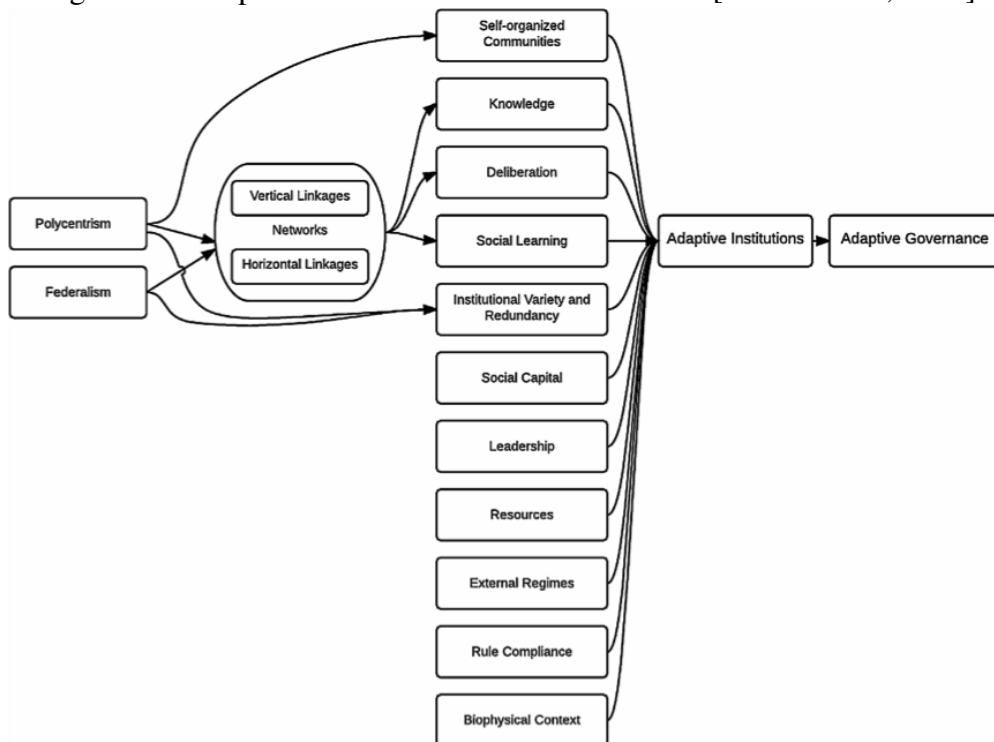 Self-organized
Communities
Knowledge
Deliberation
Vertical Linkages
Networks
Horizontal Linkages
Polycentrism
Federalism
Social Learning
Adaptive Institutions
Adaptive Governance
Institutional Variety and
Redundancy
Social Capital
Leadership
Resources
External Regimes
Rule Compliance
Biophysical Context